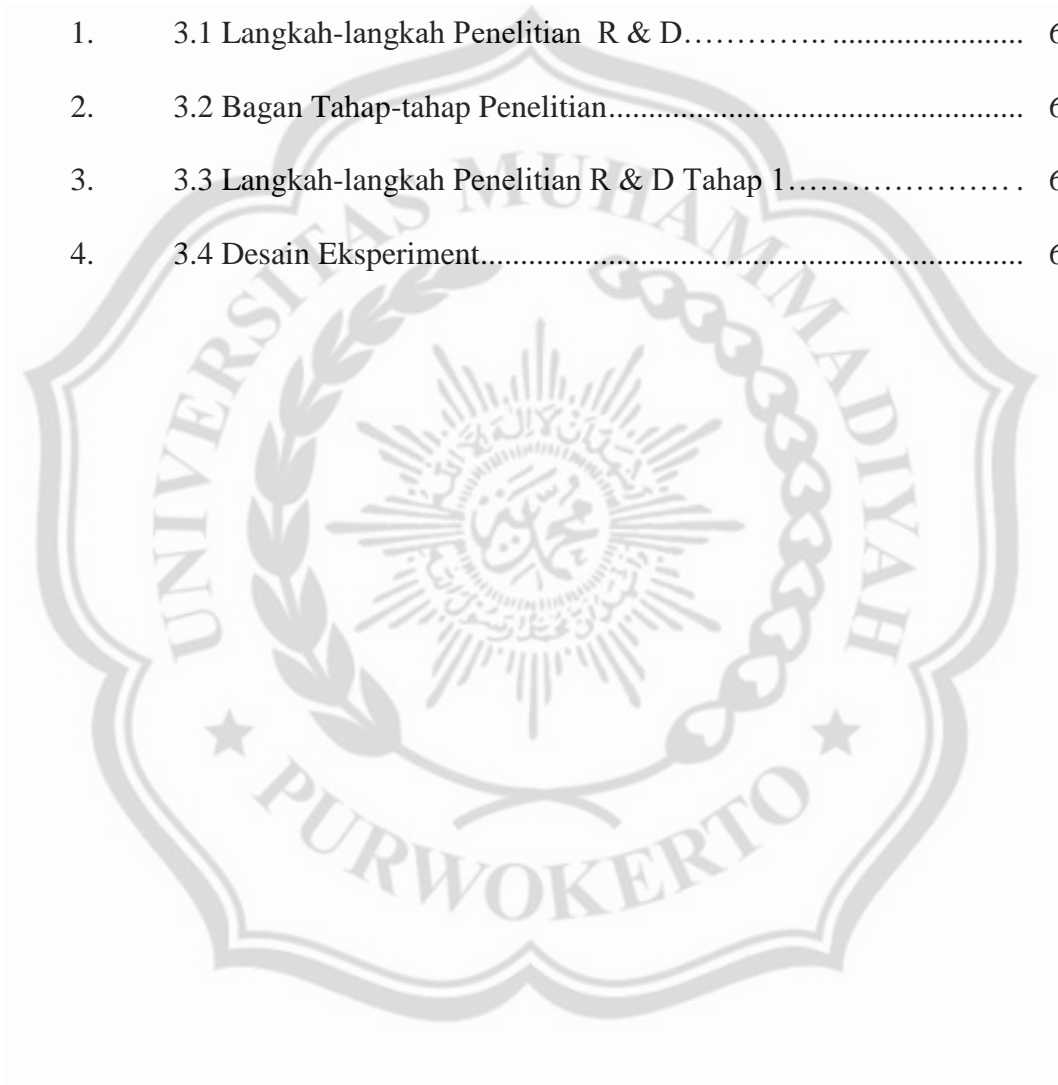 1. 3.1 Langkah-langkah Penelitian R & D………….. ........................ 6
2. 3.2 Bagan Tahap-tahap Penelitian.................................................... 6
3. 3.3 Langkah-langkah Penelitian R & D Tahap 1…………………. . 6
4. 3.4 Desain Eksperiment.................................................................... 6
UNIVERSITAS MUHAMMADIYAH
PURWOKERTO